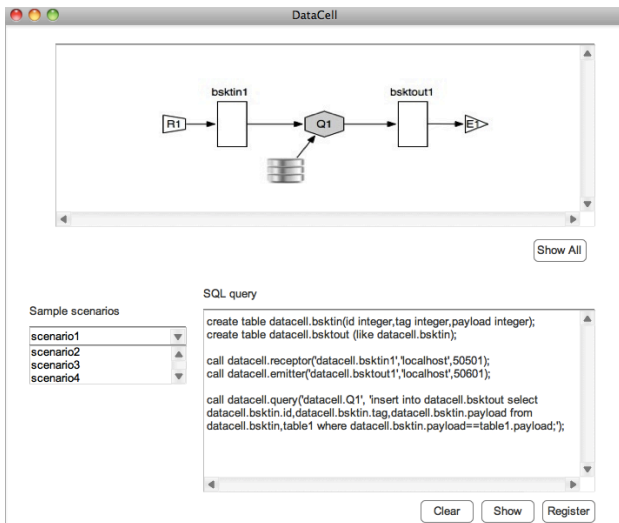 DataCell
bsktin1
bsktout1
R1
Q1
E1
Show All
SQL query
Sample scenarios
scenario1
scenario2
scenario3
scenario4
create table datacell.bsktin(id integer,tag integer,payload integer);
create table datacell.bsktout (like datacell.bsktin);
call datacell.receptor('datacell.bsktin1','localhost',50501);
call datacell.emitter('datacell.bsktout1','localhost',50601);
call datacell.query('datacell.Q1', 'insert into datacell.bsktout select
datacell.bsktin.id,datacell.bsktin.tag,datacell.bsktin.payload from
datacell.bsktin,table1 where datacell.bsktin.payload==table1.payload;');
Clear
Show
Register